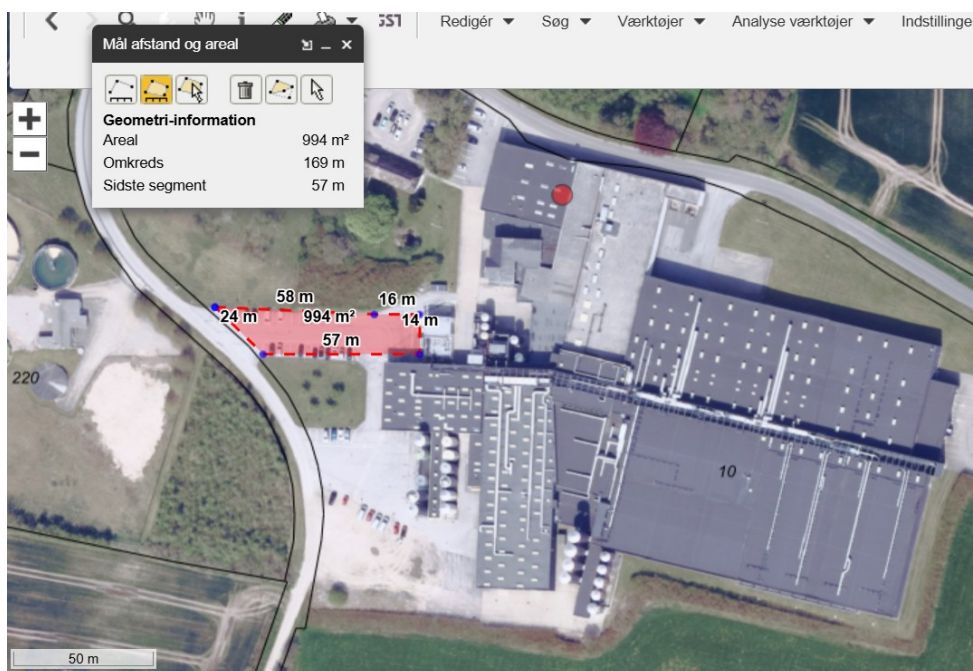 GST Redigér Søg Værktøjer Analyse værktøjer Indstillinge
Mål afstand og areal
Geometri-information
Areal 994 m²
Omkreds 169 m
Sidste segment 57 m
58 m 16 m
24 m 994 m² 14 m
57 m
220
10
50 m